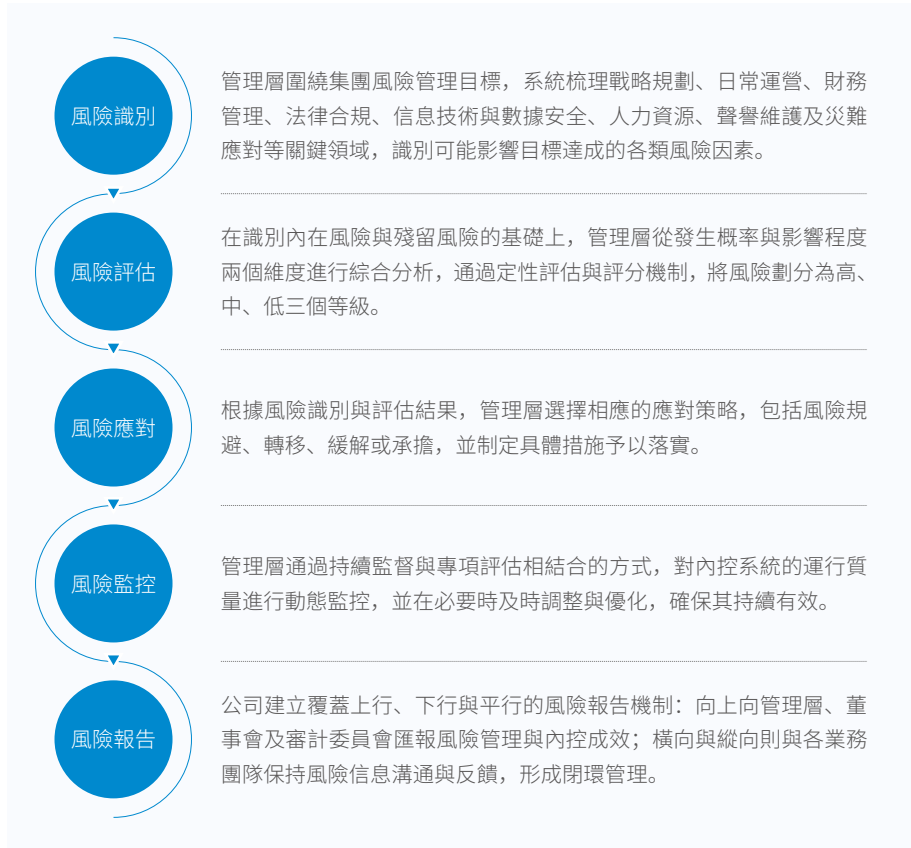 風險識別
管理層圍繞集團風險管理目標，系統梳理戰略規劃、日常運營、財務
管理、法律合規、信息技術與數據安全、人力資源、聲譽維護及災難
應對等關鍵領域，識別可能影響目標達成的各類風險因素。
風險評估
在識別內在風險與殘留風險的基礎上，管理層從發生概率與影響程度
兩個維度進行綜合分析，通過定性評估與評分機制，將風險劃分為高、
中、低三個等級。
風險應對
根據風險識別與評估結果，管理層選擇相應的應對策略，包括風險規
避、轉移、緩解或承擔，並制定具體措施予以落實。
風險監控
管理層通過持續監督與專項評估相結合的方式，對內控系統的運行質
量進行動態監控，並在必要時及時調整與優化，確保其持續有效。
風險報告
公司建立覆蓋上行、下行與平行的風險報告機制：向上向管理層、董
事會及審計委員會匯報風險管理與內控成效；橫向與縱向則與各業務
團隊保持風險信息溝通與反饋，形成閉環管理。